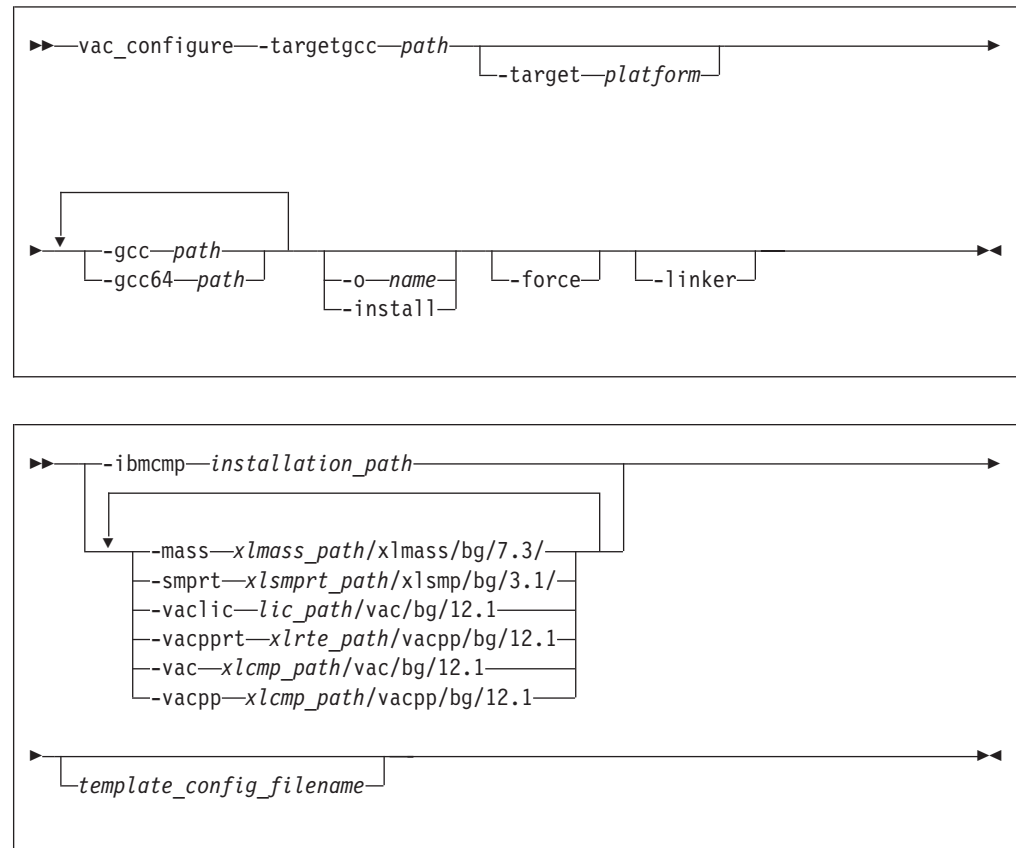 vac_configure -targetgcc path
-target platform
-gcc path
-gcc64 path
-o name
-install
-force
-linker
-ibmcmp installation_path
-mass xlmass_path/xlmass/bg/7.3/
-smprt xlsmprt_path/xlsmp/bg/3.1/
-vaclic lic_path/vac/bg/12.1
-vacpprt xlrte_path/vacpp/bg/12.1
-vac xlcmp_path/vac/bg/12.1
-vacpp xlcmp_path/vacpp/bg/12.1
template_config_filename